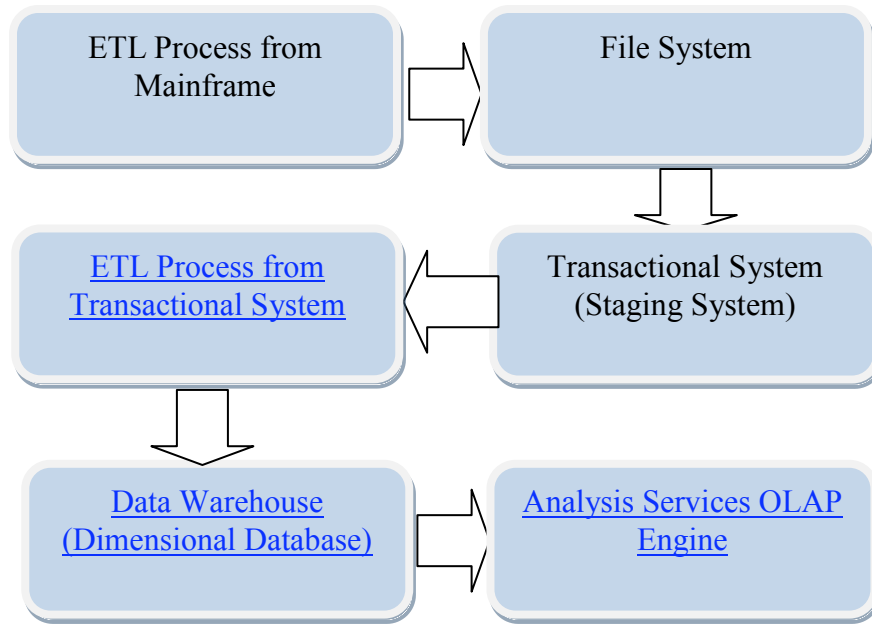 ETL Process from
Mainframe
File System
Transactional System
(Staging System)
ETL Process from
Transactional System
Data Warehouse
(Dimensional Database)
Analysis Services OLAP
Engine